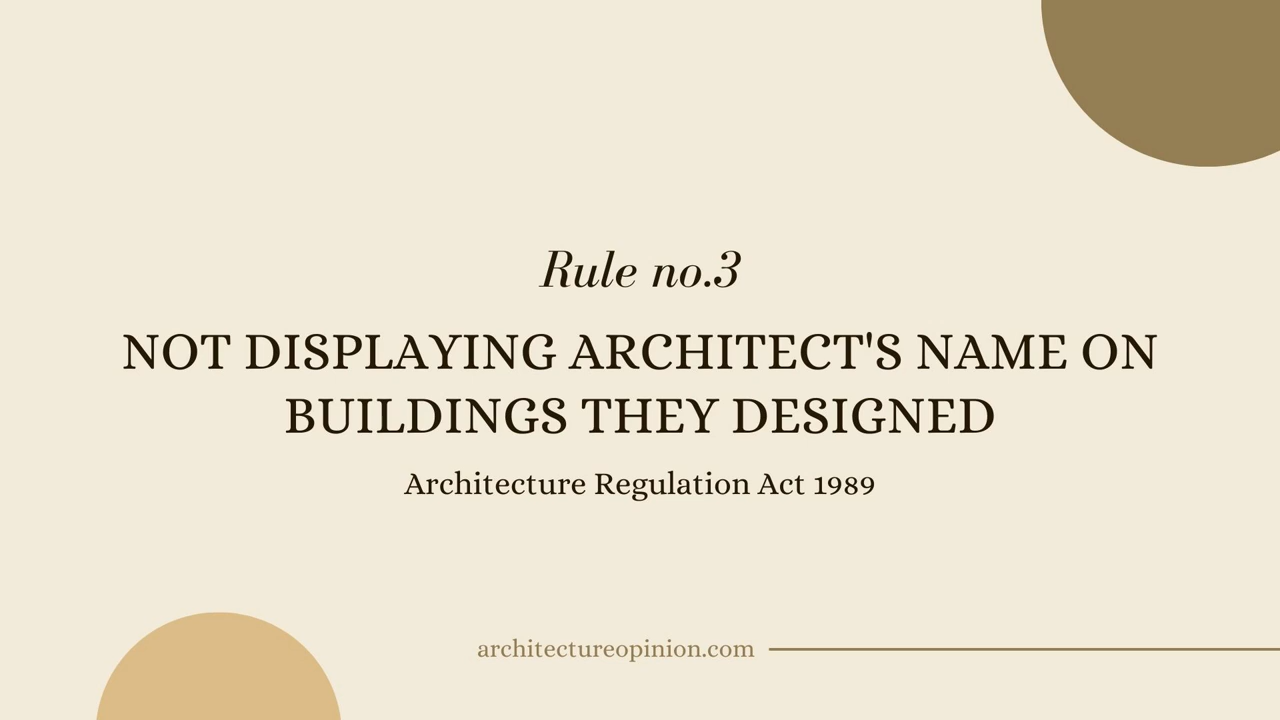 Rule no.3
NOT DISPLAYING ARCHITECT'S NAME ON
BUILDINGS THEY DESIGNED
Architecture Regulation Act 1989
architectureopinion.com